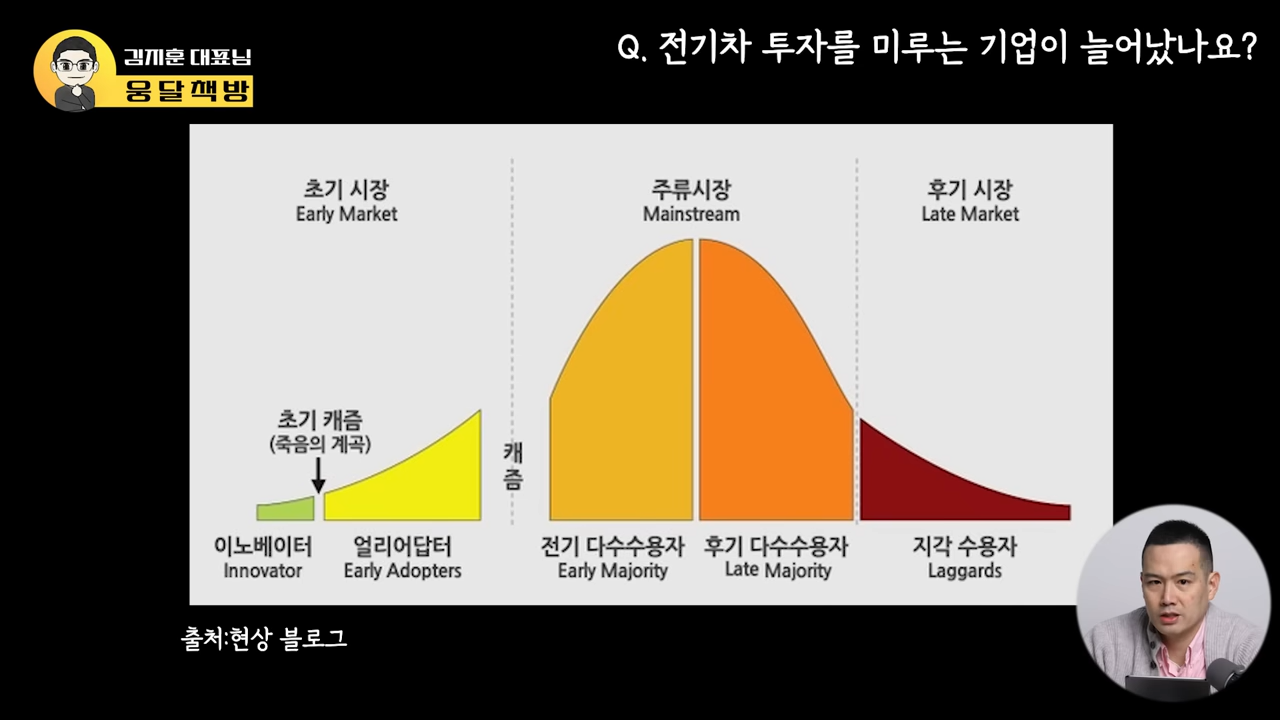 김지훈 대표님
웅달책방
Q. 전기차 투자를 미루는 기업이 늘어났나요?
초기 시장
Early Market
주류시장
Mainstream
후기 시장
Late Market
초기 캐즘
(죽음의 계곡)
캐
즘
이노베이터
Innovator
얼리어답터
Early Adopters
전기 다수수용자
Early Majority
후기 다수수용자
Late Majority
지각 수용자
Laggards
출처:현상 블로그